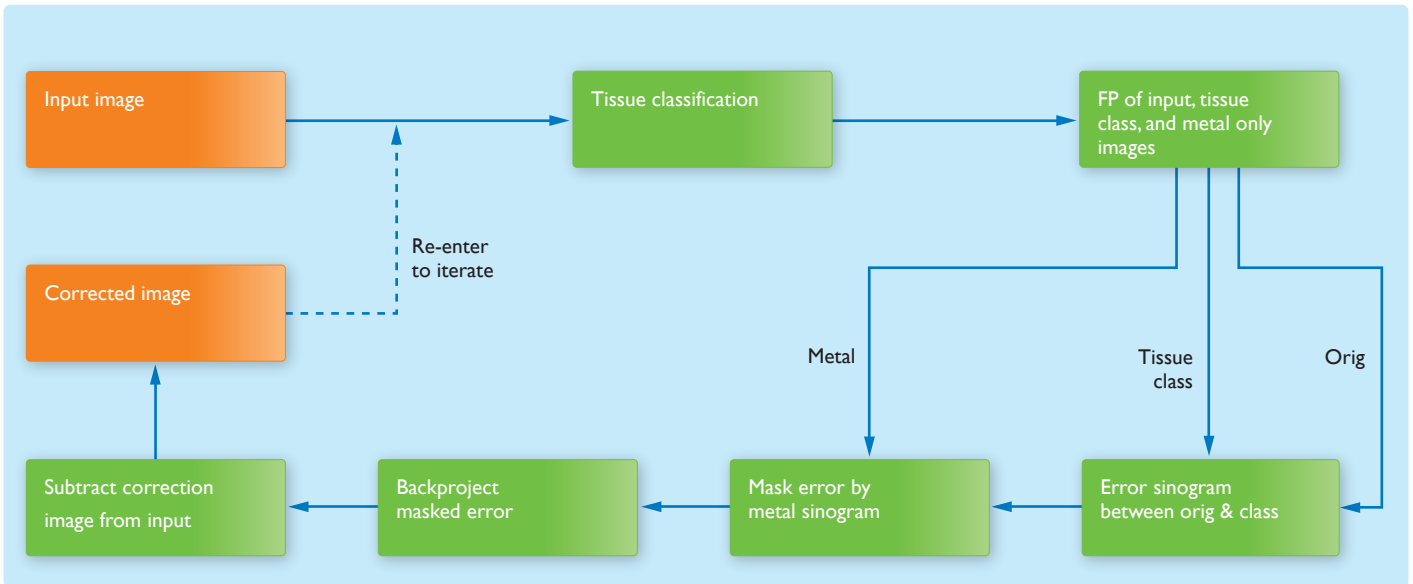 Input image
Tissue classification
FP of input, tissue
class, and metal only
images
Re-enter
to iterate
Corrected image
Metal
Tissue
class
Orig
Subtract correction
image from input
Backproject
masked error
Mask error by
metal sinogram
Error sinogram
between orig & class